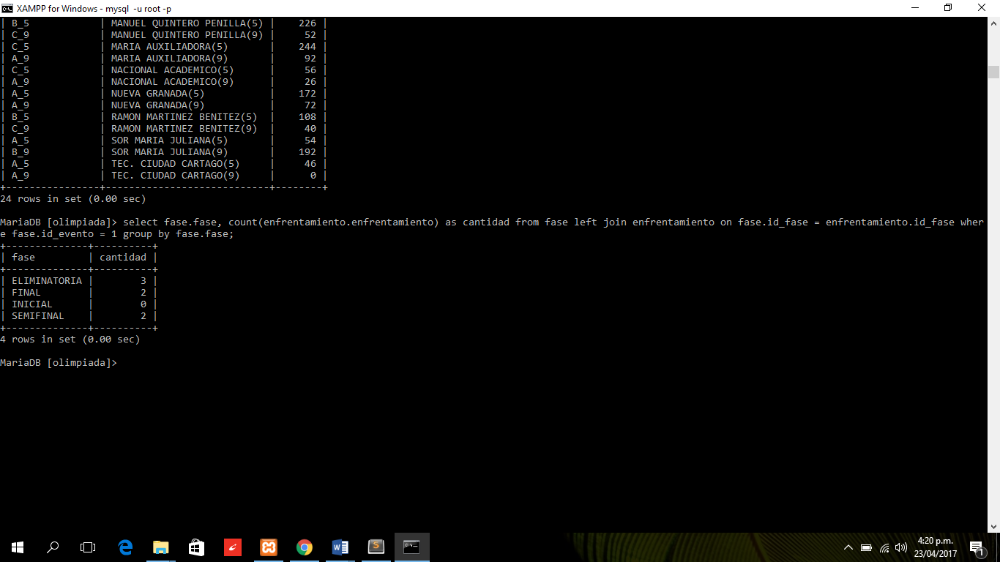 XAMPP for Windows - mysql  -u root -p
| B_5            | MANUEL QUINTERO PENILLA(5) |    226 |
| C_9            | MANUEL QUINTERO PENILLA(9) |     52 |
| C_5            | MARIA AUXILIADORA(5)       |    244 |
| A_9            | MARIA AUXILIADORA(9)       |     92 |
| C_5            | NACIONAL ACADEMICO(5)      |     56 |
| A_9            | NACIONAL ACADEMICO(9)      |     26 |
| A_5            | NUEVA GRANADA(5)           |    172 |
| A_9            | NUEVA GRANADA(9)           |     72 |
| B_5            | RAMON MARTINEZ BENITEZ(5)  |    108 |
| C_9            | RAMON MARTINEZ BENITEZ(9)  |     40 |
| A_5            | SOR MARIA JULIANA(5)       |     54 |
| B_9            | SOR MARIA JULIANA(9)       |    192 |
| A_5            | TEC. CIUDAD CARTAGO(5)     |     46 |
| A_9            | TEC. CIUDAD CARTAGO(9)     |      0 |
+----------------+----------------------------+--------+
24 rows in set (0.00 sec)
MariaDB [olimpiada]> select fase.fase, count(enfrentamiento.enfrentamiento) as cantidad from fase left join enfrentamiento on fase.id_fase = enfrentamiento.id_fase wher
e fase.id_evento = 1 group by fase.fase;
+--------------+----------+
| fase         | cantidad |
+--------------+----------+
| ELIMINATORIA |        3 |
| FINAL        |        2 |
| INICIAL      |        0 |
| SEMIFINAL    |        2 |
+--------------+----------+
4 rows in set (0.00 sec)
MariaDB [olimpiada]>
4:20 p.m.
23/04/2017
1